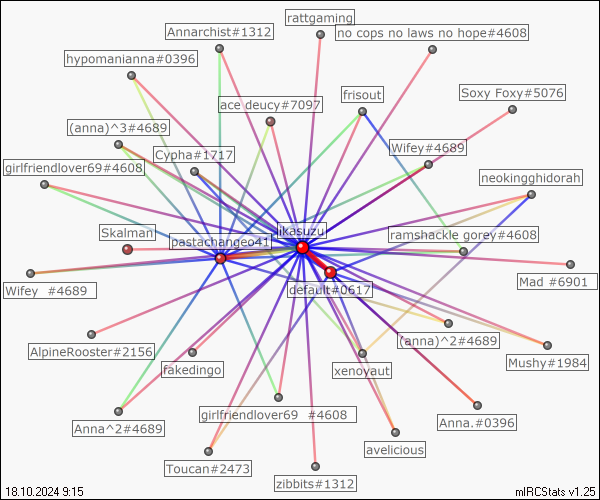 rattgaming
Annarchist#1312
no cops no laws no hope#4608
hypomanianna#0396
Soxy Foxy#5076
frisout
ace deucy#7097
(anna)^3#4689
Wifey#4689
Cypha#1717
girlfriendlover69#4608
neokingghidorah
Skalman
ikasuzu
ramshackle gorey#4608
pastachangeo41
Mad #6901
Wifey  #4689
default#0617
(anna)^2#4689
AlpineRooster#2156
fakedingo
xenoyaut
Mushy#1984
girlfriendlover69  #4608
Anna^2#4689
Anna.#0396
avelicious
Toucan#2473
zibbits#1312
18.10.2024 9:15
mIRCStats v1.25